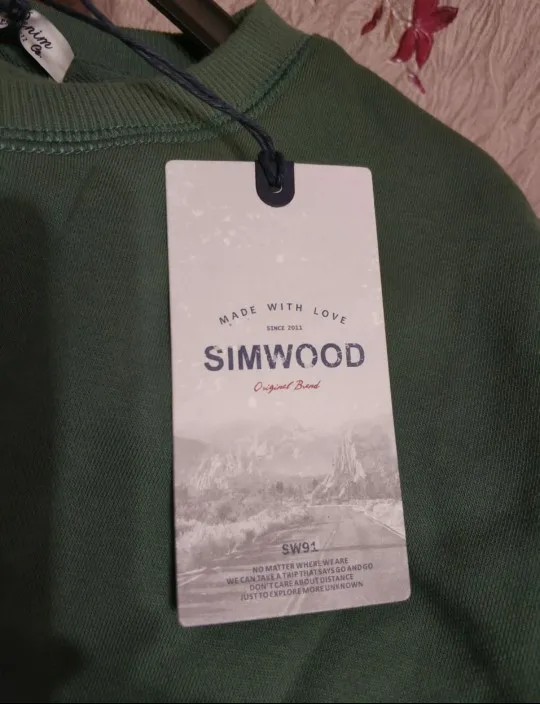 MADE WITH LOVE
SINCE 2011
SIMWOOD
Original Brand
SW91
NO MATTER WHERE WE ARE
WE CAN TAKE A TRIP THAT SAYS GO AND GO
DON'T CARE ABOUT DISTANCE
JUST TO EXPLORE MORE UNKNOWN